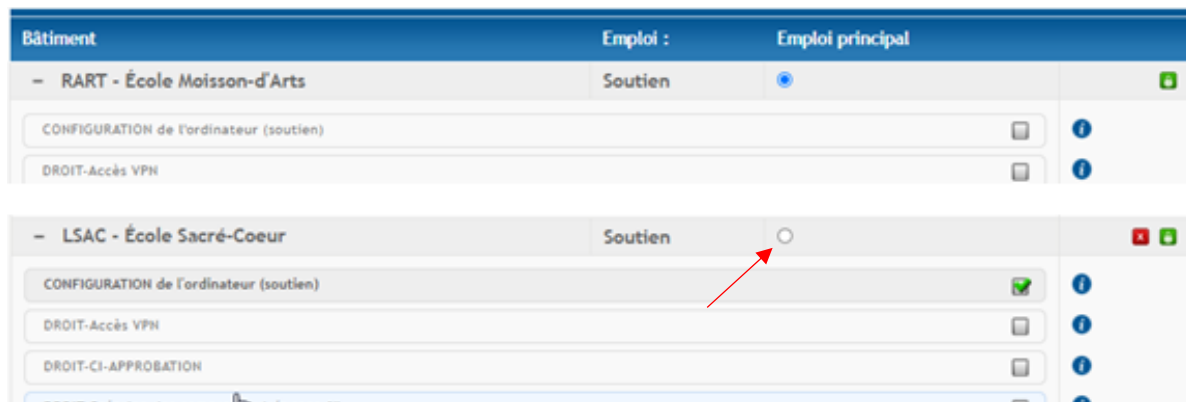 Bâtiment Emploi : Emploi principal
− RART - École Moisson-d'Arts Soutien
CONFIGURATION de l'ordinateur (soutien)
DROIT-Accès VPN
− LSAC - École Sacré-Coeur Soutien
CONFIGURATION de l'ordinateur (soutien)
DROIT-Accès VPN
DROIT-CI-APPROBATION